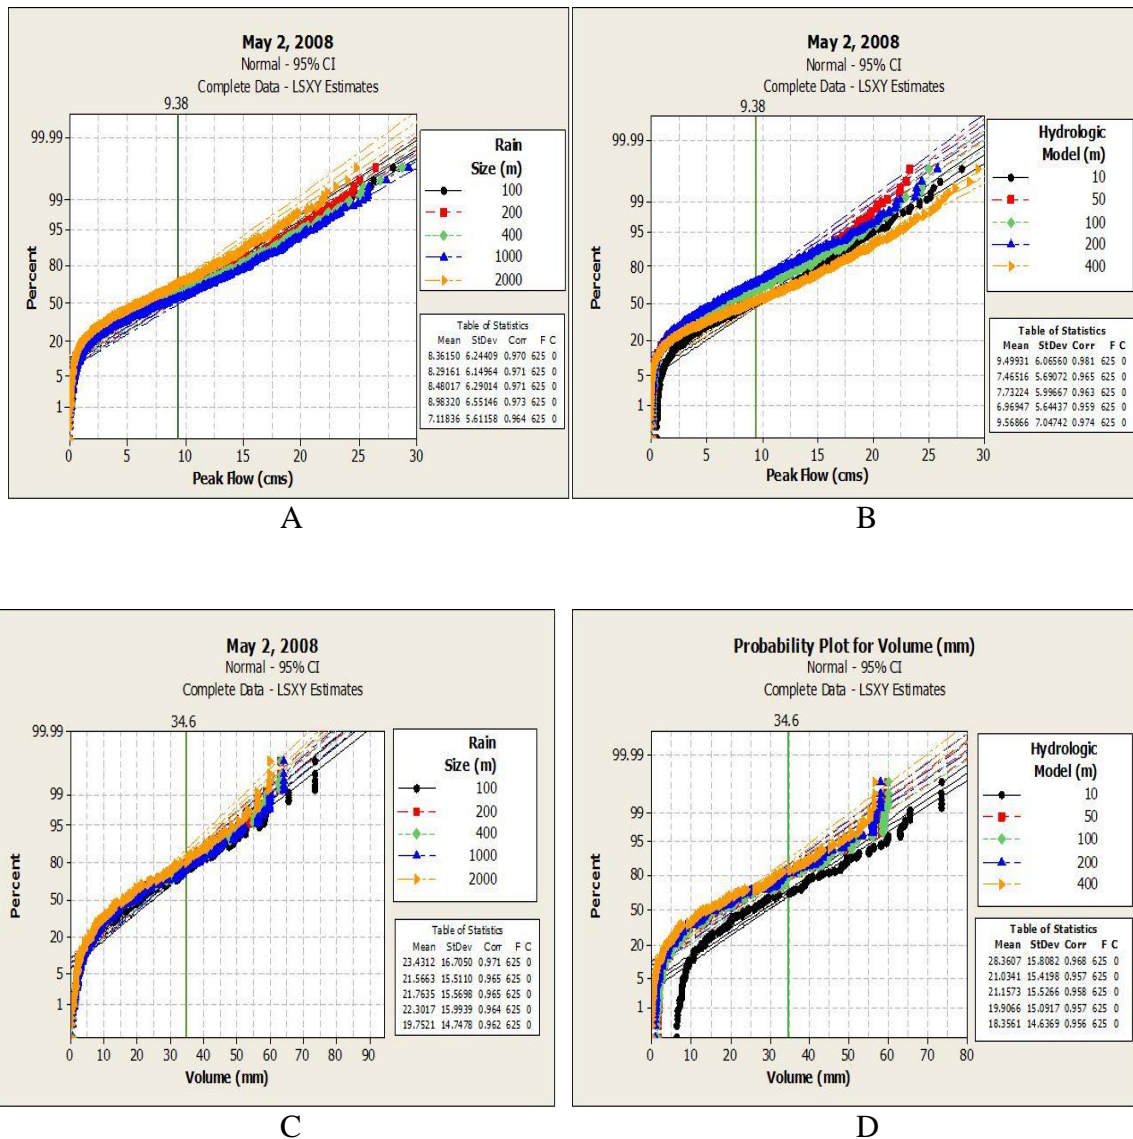 May 2, 2008
Normal - 95% CI
Complete Data - LSXY Estimates
9.38
99.99
99
95
80
50
20
5
1
Percent
0 5 10 15 20 25 30
Peak Flow (cms)
Rain
Size (m)
100
200
400
1000
2000
Table of Statistics
Mean StDev Corr F C
8.36150 6.24409 0.970 625 0
8.29161 6.14964 0.971 625 0
8.48017 6.29014 0.971 625 0
8.98320 6.55146 0.973 625 0
7.11836 5.61158 0.964 625 0
A
May 2, 2008
Normal - 95% CI
Complete Data - LSXY Estimates
9.38
99.99
99
95
80
50
20
5
1
Percent
0 5 10 15 20 25 30
Peak Flow (cms)
Hydrologic
Model (m)
10
50
100
200
400
Table of Statistics
Mean StDev Corr F C
9.49931 6.06560 0.981 625 0
7.46516 5.69072 0.965 625 0
7.73224 5.99667 0.963 625 0
6.96947 5.64437 0.959 625 0
9.56866 7.04742 0.974 625 0
B
May 2, 2008
Normal - 95% CI
Complete Data - LSXY Estimates
34.6
99.99
99
95
80
50
20
5
1
Percent
0 10 20 30 40 50 60 70 80 90
Volume (mm)
Rain
Size (m)
100
200
400
1000
2000
Table of Statistics
Mean StDev Corr F C
23.4312 16.7050 0.971 625 0
21.5663 15.5110 0.965 625 0
21.7635 15.5698 0.965 625 0
22.3017 15.9939 0.964 625 0
19.7521 14.7478 0.962 625 0
C
Probability Plot for Volume (mm)
Normal - 95% CI
Complete Data - LSXY Estimates
34.6
99.99
99
95
80
50
20
5
1
Percent
0 10 20 30 40 50 60 70 80
Volume (mm)
Hydrologic
Model (m)
10
50
100
200
400
Table of Statistics
Mean StDev Corr F C
28.3607 15.8082 0.968 625 0
21.0341 15.4198 0.957 625 0
21.1573 15.5266 0.958 625 0
19.9066 15.0917 0.957 625 0
18.3561 14.6369 0.956 625 0
D